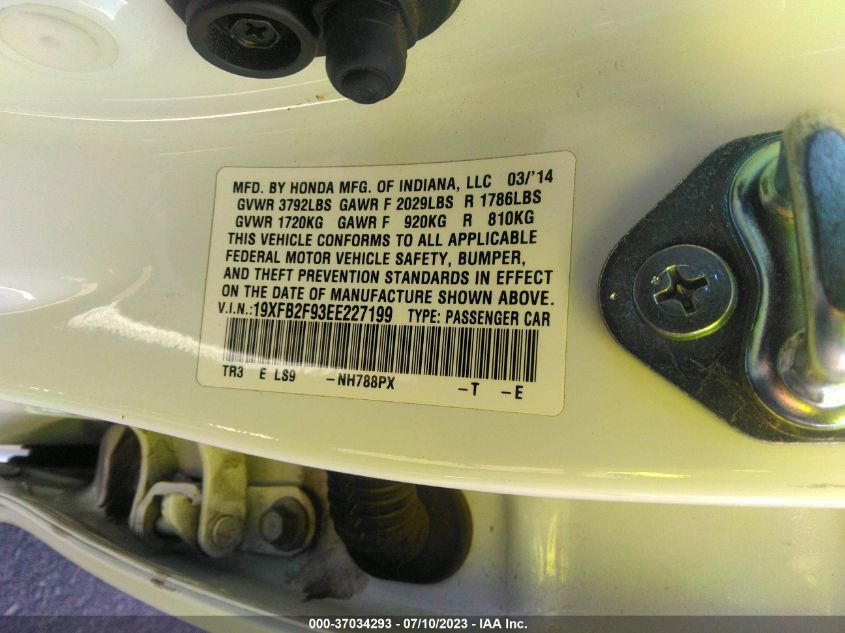 MFD. BY HONDA MFG. OF INDIANA, LLC 03/'14
GVWR 3792LBS GAWR F 2029LBS R 1786LBS
GVWR 1720KG GAWR F 920KG R 810KG
THIS VEHICLE CONFORMS TO ALL APPLICABLE
FEDERAL MOTOR VEHICLE SAFETY, BUMPER,
AND THEFT PREVENTION STANDARDS IN EFFECT
ON THE DATE OF MANUFACTURE SHOWN ABOVE.
V.I.N.: 19XFB2F93EE227199 TYPE: PASSENGER CAR
TR3 E LS9 -NH788PX -T -E
000-37034293 - 07/10/2023 - IAA Inc.